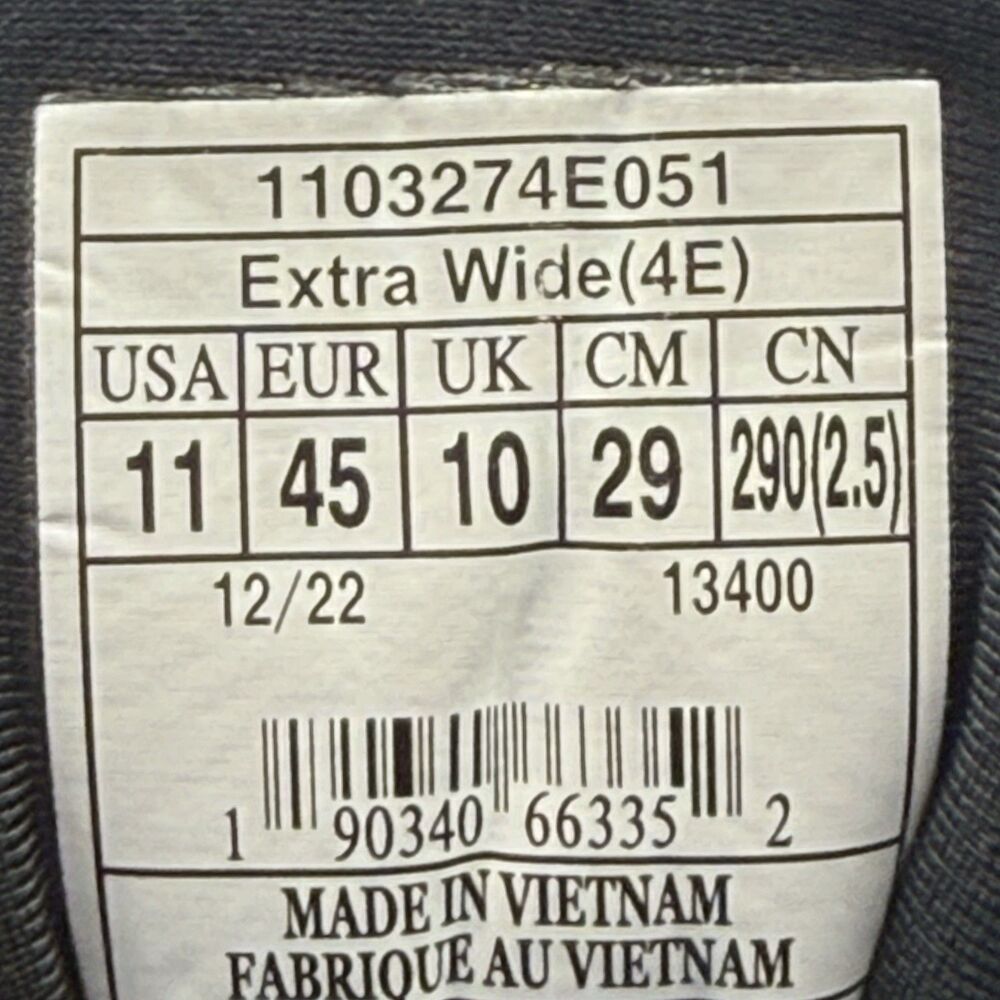 1103274E051
Extra Wide(4E)
USA EUR UK CM CN
11 45 10 29 290(2.5)
12/22 13400
1 90340 66335 2
MADE IN VIETNAM
FABRIQUE AU VIETNAM